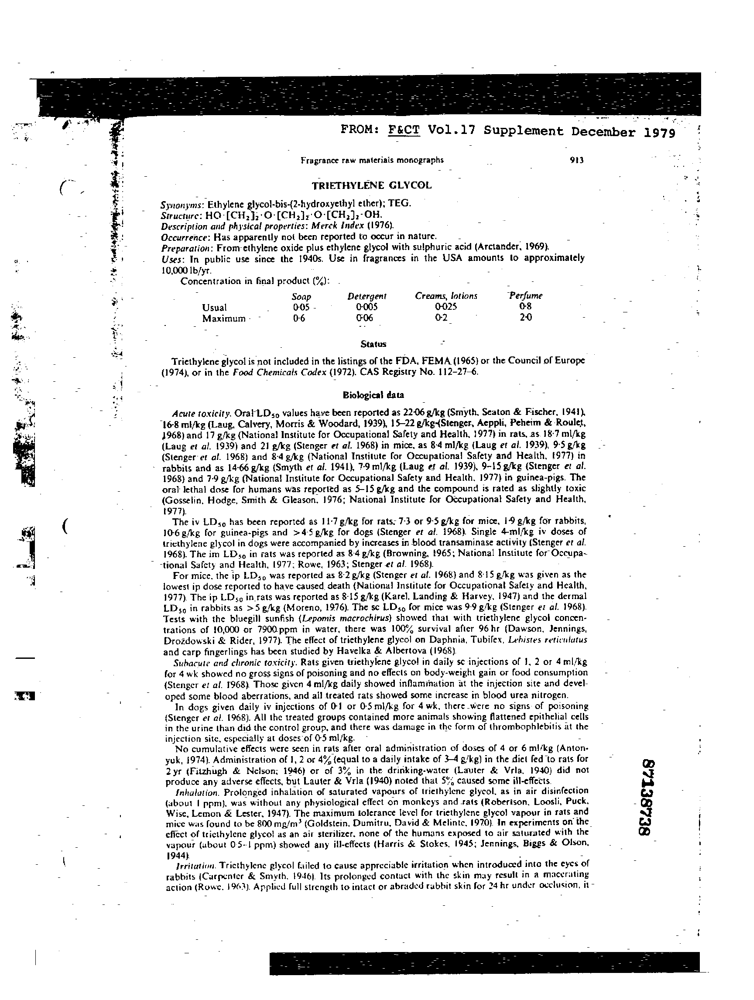 FROM: F&CT Vol.17 Supplement December 1979
Fragrance raw materials monographs 913
TRIETHYLENE GLYCOL
Synonyms: Ethylene glycol-bis-(2-hydroxyethyl ether); TEG.
Structure: HO·[CH₂]₂·O·[CH₂]₂·O·[CH₂]₂·OH.
Description and physical properties: Merck Index (1976).
Occurrence: Has apparently not been reported to occur in nature.
Preparation: From ethylene oxide plus ethylene glycol with sulphuric acid (Arctander, 1969).
Uses: In public use since the 1940s. Use in fragrances in the USA amounts to approximately
10,000 lb/yr.
Concentration in final product (%):
Soap Detergent Creams, lotions Perfume
Usual 0·05 0·005 0·025 0·8
Maximum 0·6 0·06 0·2 2·0
Status
Triethylene glycol is not included in the listings of the FDA, FEMA (1965) or the Council of Europe
(1974), or in the Food Chemicals Codex (1972). CAS Registry No. 112-27-6.
Biological data
Acute toxicity. Oral LD₅₀ values have been reported as 22·06 g/kg (Smyth, Seaton & Fischer, 1941),
16·8 ml/kg (Laug, Calvery, Morris & Woodard, 1939), 15–22 g/kg (Stenger, Aeppli, Peheim & Roulet,
1968) and 17 g/kg (National Institute for Occupational Safety and Health, 1977) in rats, as 18·7 ml/kg
(Laug et al. 1939) and 21 g/kg (Stenger et al. 1968) in mice, as 8·4 ml/kg (Laug et al. 1939), 9·5 g/kg
(Stenger et al. 1968) and 8·4 g/kg (National Institute for Occupational Safety and Health, 1977) in
rabbits and as 14·66 g/kg (Smyth et al. 1941), 7·9 ml/kg (Laug et al. 1939), 9–15 g/kg (Stenger et al.
1968) and 7·9 g/kg (National Institute for Occupational Safety and Health, 1977) in guinea-pigs. The
oral lethal dose for humans was reported as 5–15 g/kg and the compound is rated as slightly toxic
(Gosselin, Hodge, Smith & Gleason, 1976; National Institute for Occupational Safety and Health,
1977).
The iv LD₅₀ has been reported as 11·7 g/kg for rats; 7·3 or 9·5 g/kg for mice, 1·9 g/kg for rabbits,
10·6 g/kg for guinea-pigs and >4·5 g/kg for dogs (Stenger et al. 1968). Single 4-ml/kg iv doses of
triethylene glycol in dogs were accompanied by increases in blood transaminase activity (Stenger et al.
1968). The im LD₅₀ in rats was reported as 8·4 g/kg (Browning, 1965; National Institute for Occupa-
tional Safety and Health, 1977; Rowe, 1963; Stenger et al. 1968).
For mice, the ip LD₅₀ was reported as 8·2 g/kg (Stenger et al. 1968) and 8·15 g/kg was given as the
lowest ip dose reported to have caused death (National Institute for Occupational Safety and Health,
1977). The ip LD₅₀ in rats was reported as 8·15 g/kg (Karel, Landing & Harvey, 1947) and the dermal
LD₅₀ in rabbits as >5 g/kg (Moreno, 1976). The sc LD₅₀ for mice was 9·9 g/kg (Stenger et al. 1968).
Tests with the bluegill sunfish (Lepomis macrochirus) showed that with triethylene glycol concen-
trations of 10,000 or 7900 ppm in water, there was 100% survival after 96 hr (Dawson, Jennings,
Drozdowski & Rider, 1977). The effect of triethylene glycol on Daphnia, Tubifex, Lebistes reticulatus
and carp fingerlings has been studied by Havelka & Albertova (1968).
Subacute and chronic toxicity. Rats given triethylene glycol in daily sc injections of 1, 2 or 4 ml/kg
for 4 wk showed no gross signs of poisoning and no effects on body-weight gain or food consumption
(Stenger et al. 1968). Those given 4 ml/kg daily showed inflammation at the injection site and devel-
oped some blood aberrations, and all treated rats showed some increase in blood urea nitrogen.
In dogs given daily iv injections of 0·1 or 0·5 ml/kg for 4 wk, there were no signs of poisoning
(Stenger et al. 1968). All the treated groups contained more animals showing flattened epithelial cells
in the urine than did the control group, and there was damage in the form of thrombophlebitis at the
injection site, especially at doses of 0·5 ml/kg.
No cumulative effects were seen in rats after oral administration of doses of 4 or 6 ml/kg (Anton-
yuk, 1974). Administration of 1, 2 or 4% (equal to a daily intake of 3–4 g/kg) in the diet fed to rats for
2 yr (Fitzhugh & Nelson, 1946) or of 3% in the drinking-water (Lauter & Vrla, 1940) did not
produce any adverse effects, but Lauter & Vrla (1940) noted that 5% caused some ill-effects.
Inhalation. Prolonged inhalation of saturated vapours of triethylene glycol, as in air disinfection
(about 1 ppm), was without any physiological effect on monkeys and rats (Robertson, Loosli, Puck,
Wise, Lemon & Lester, 1947). The maximum tolerance level for triethylene glycol vapour in rats and
mice was found to be 800 mg/m³ (Goldstein, Dumitru, David & Melinte, 1970). In experiments on the
effect of triethylene glycol as an air sterilizer, none of the humans exposed to air saturated with the
vapour (about 0·5–1 ppm) showed any ill-effects (Harris & Stokes, 1945; Jennings, Biggs & Olson,
1944).
Irritation. Triethylene glycol failed to cause appreciable irritation when introduced into the eyes of
rabbits (Carpenter & Smyth, 1946). Its prolonged contact with the skin may result in a macerating
action (Rowe, 1963). Applied full strength to intact or abraded rabbit skin for 24 hr under occlusion, it
87138738